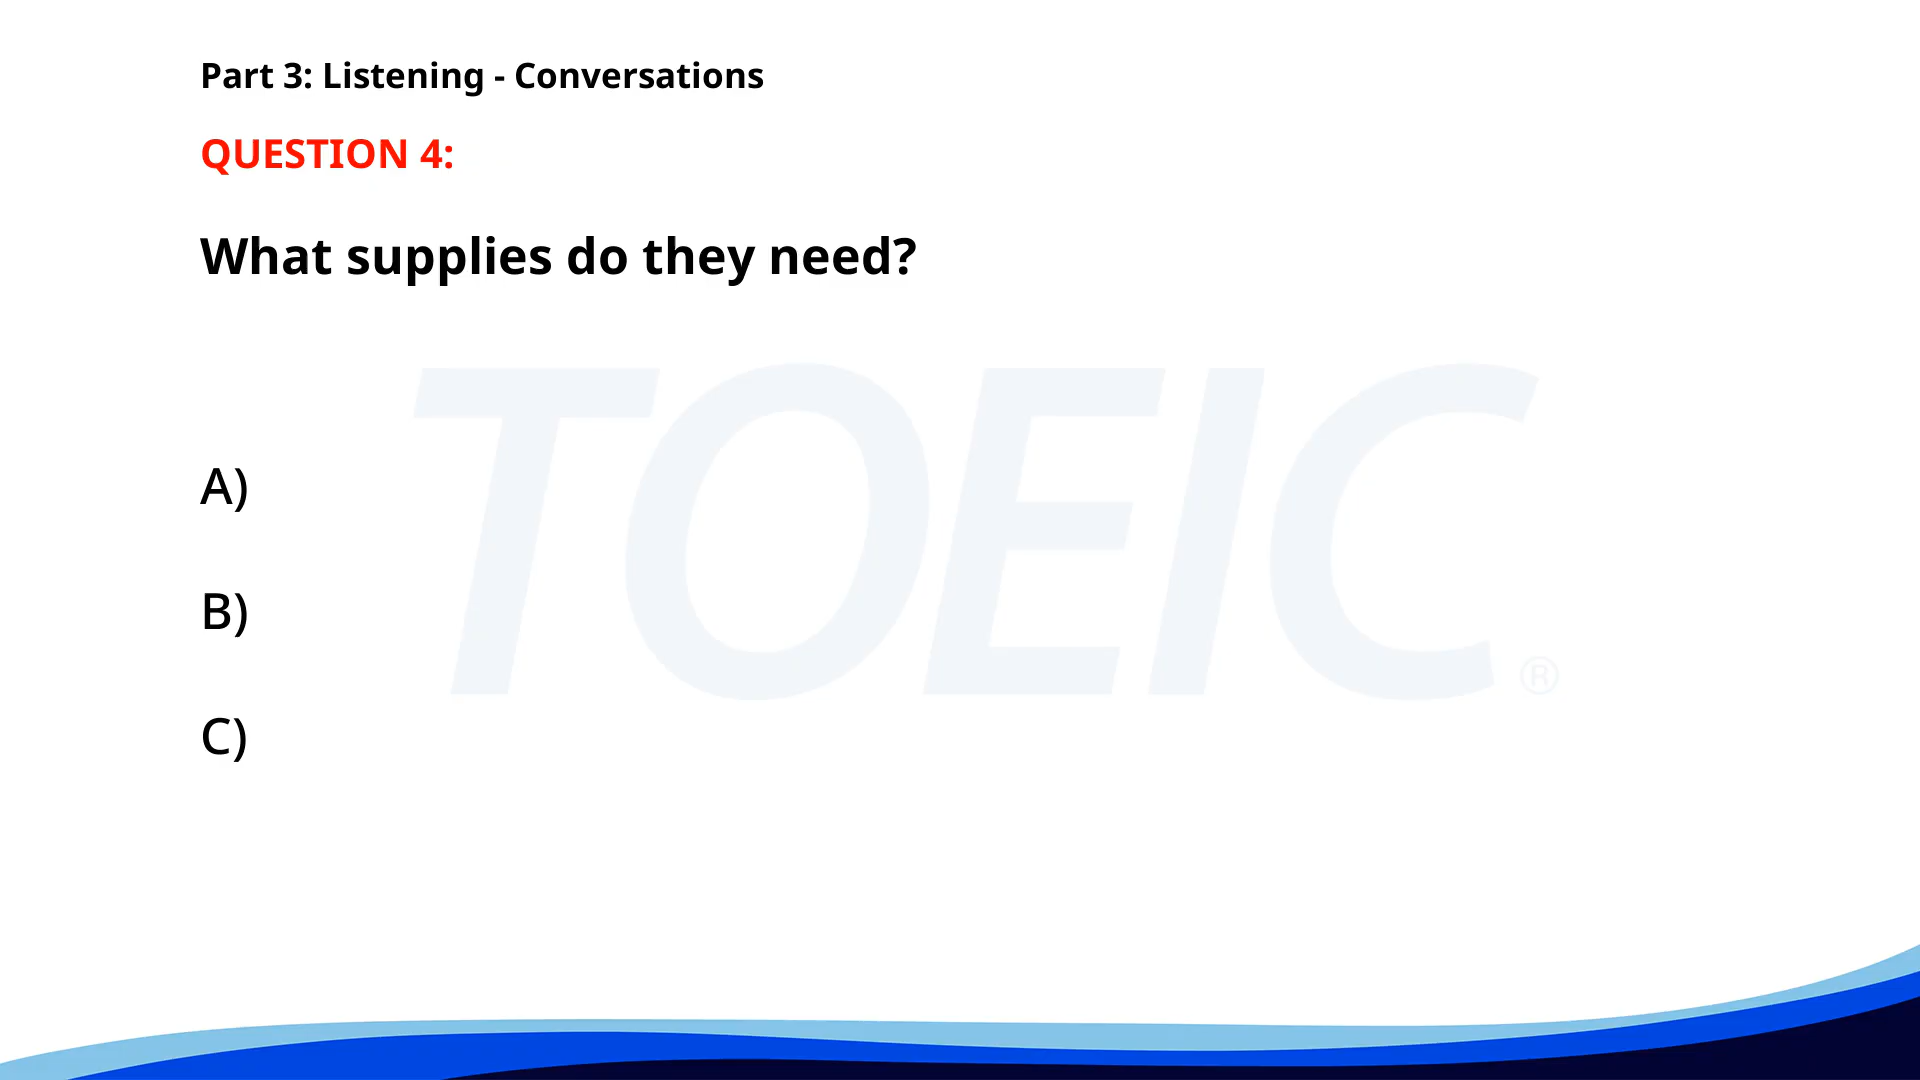 Part 3: Listening - Conversations
QUESTION 4:
What supplies do they need?
TOEIC®
A)
B)
C)